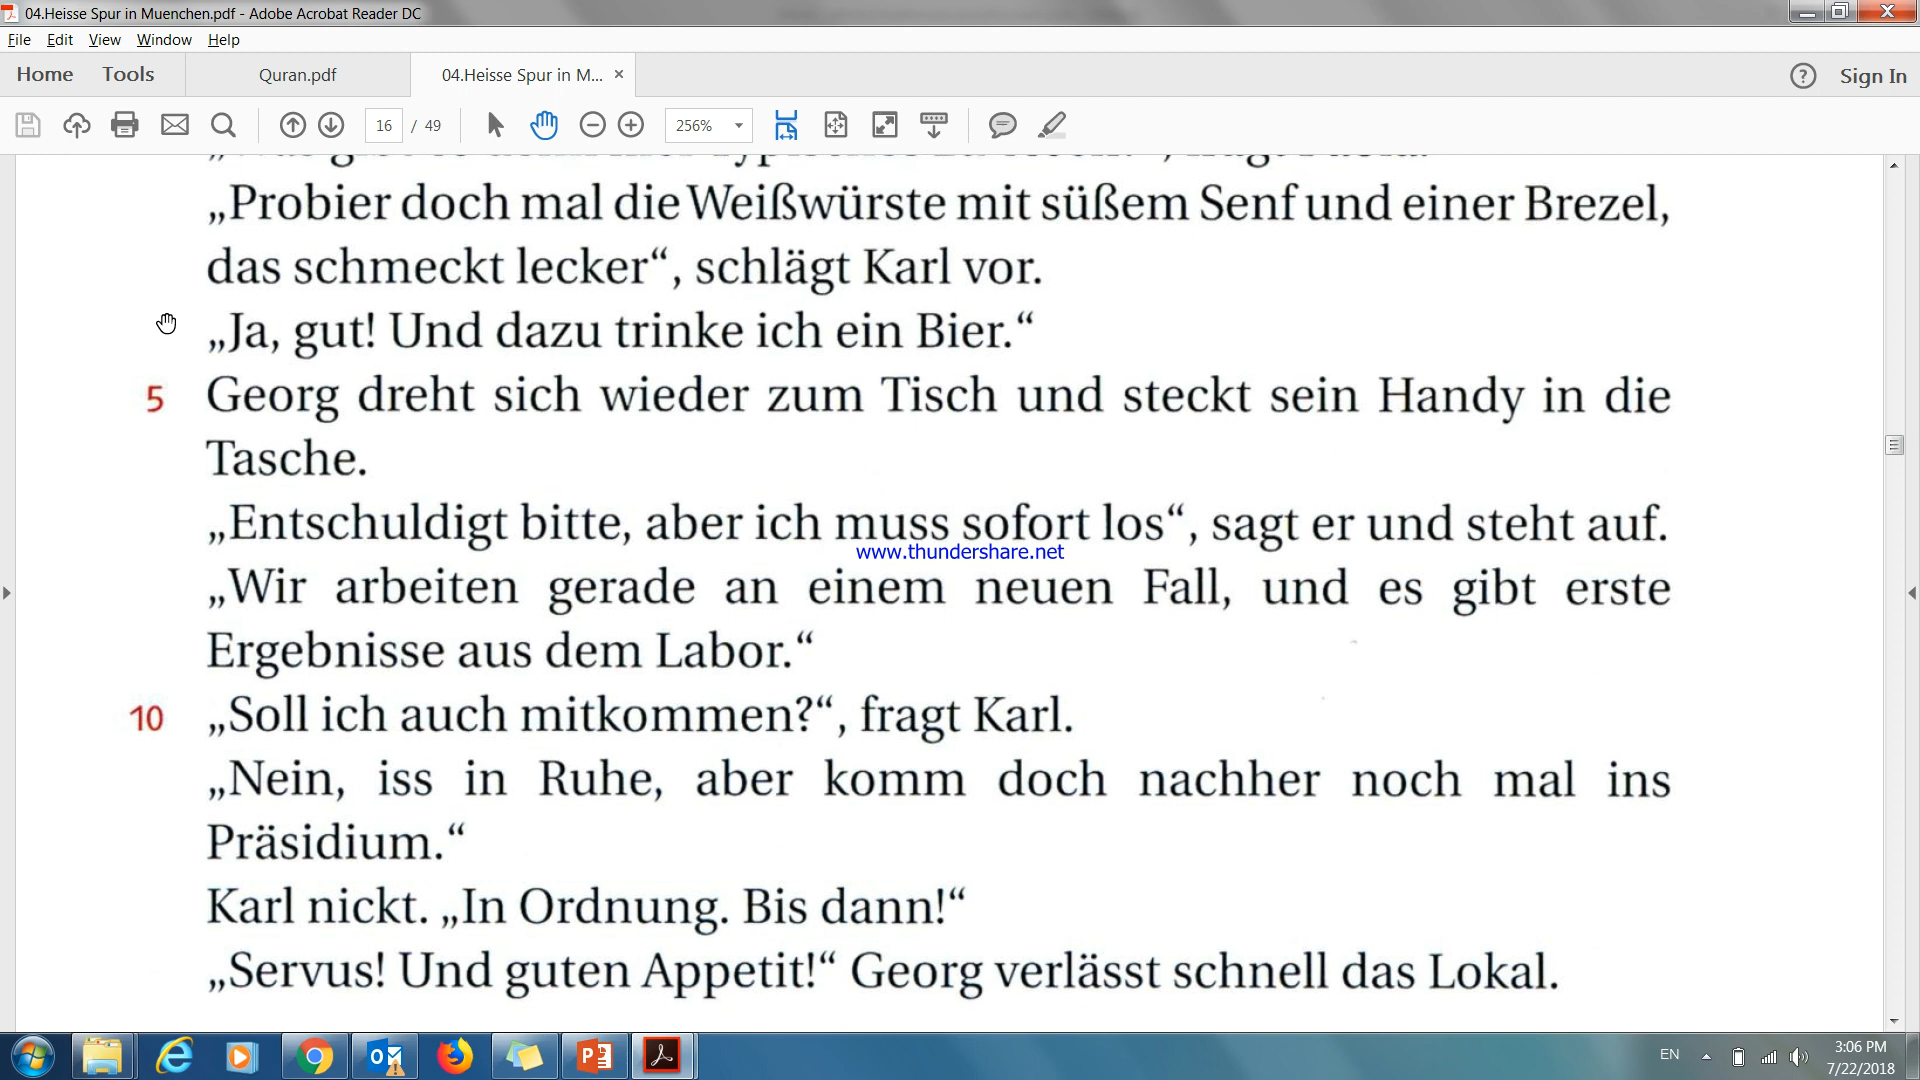 04.Heisse Spur in Muenchen.pdf - Adobe Acrobat Reader DC
File Edit View Window Help
Home Tools Quran.pdf 04.Heisse Spur in M... × ? Sign In
16 / 49 256%
„Probier doch mal die Weißwürste mit süßem Senf und einer Brezel,
das schmeckt lecker“, schlägt Karl vor.
„Ja, gut! Und dazu trinke ich ein Bier.“
5 Georg dreht sich wieder zum Tisch und steckt sein Handy in die
Tasche.
„Entschuldigt bitte, aber ich muss sofort los“, sagt er und steht auf.
www.thundershare.net
„Wir arbeiten gerade an einem neuen Fall, und es gibt erste
Ergebnisse aus dem Labor.“
10 „Soll ich auch mitkommen?“, fragt Karl.
„Nein, iss in Ruhe, aber komm doch nachher noch mal ins
Präsidium.“
Karl nickt. „In Ordnung. Bis dann!“
„Servus! Und guten Appetit!“ Georg verlässt schnell das Lokal.
EN 3:06 PM
7/22/2018